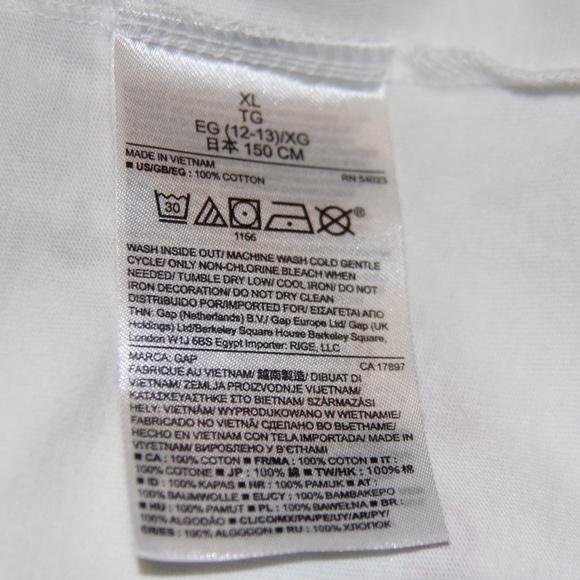 XL
TG
EG (12-13)/XG
日本 150 CM
MADE IN VIETNAM
■ US/GB/EG : 100% COTTON RN 54023
30
®
1166
WASH INSIDE OUT/ MACHINE WASH COLD GENTLE
CYCLE/ ONLY NON-CHLORINE BLEACH WHEN
NEEDED/ TUMBLE DRY LOW/ COOL IRON/ DO NOT
IRON DECORATION/ DO NOT DRY CLEAN
DISTRIBUIDO POR/IMPORTED FOR/ ΕΙΣΑΓΕΤΑΙ ΑΠΟ
THN: Gap (Netherlands) B.V./ Gap Europe Ltd/ Gap (UK
Holdings) Ltd/Berkeley Square House Berkeley Square,
London W1J 6BS Egypt Importer: RIGE, LLC
MARCA: GAP CA 17897
FABRIQUE AU VIETNAM/ 越南製造/ DIBUAT DI
VIETNAM/ ZEMLJA PROIZVODNJE VIJETNAM/
ΚΑΤΑΣΚΕΥΑΣΤΗΚΕ ΣΤΟ ΒΙΕΤΝΑΜ/ SZÁRMAZÁSI
HELY: VIETNÁM/ WYPRODUKOWANO W WIETNAMIE/
FABRICADO NO VIETNÃ/ СОЗДАНО ВО ВЬЕТНАМЕ/
HECHO EN VIETNAM CON TELA IMPORTADA/ MADE IN
VIYETNAM/ ВИРОБЛЕНО У В'ЄТНАМІ
■ CA : 100% COTON ■ FR/MA : 100% COTON ■ IT :
100% COTONE ■ JP : 100% 綿 ■ TW/HK : 100% 棉
■ ID : 100% KAPAS ■ HR : 100% PAMUK ■ AT :
100% BAUMWOLLE ■ EL/CY : 100% ΒΑΜΒΑΚΕΡΟ
■ HU : 100% PAMUT ■ PL : 100% BAWEŁNA ■ BR :
100% ALGODÃO ■ CL/CO/MX/PA/PE/UY/AR/PY/
CR/ES : 100% ALGODON ■ RU : 100% ХЛОПОК